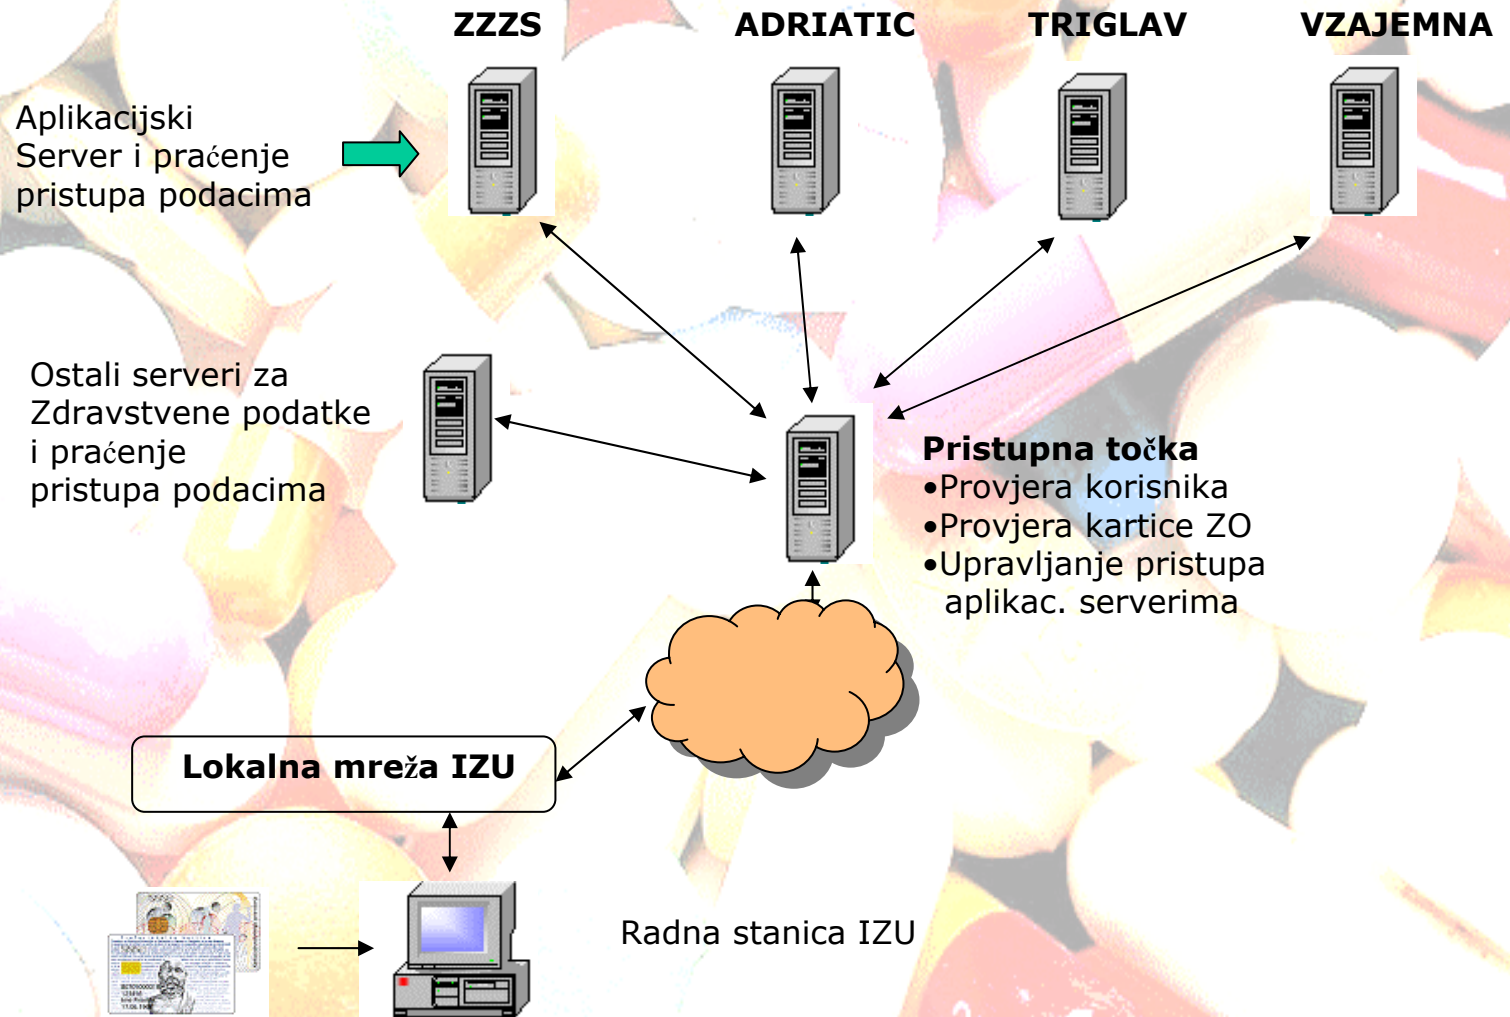 ZZZS
ADRIATIC
TRIGLAV
VZAJEMNA
Aplikacijski
Server i praćenje
pristupa podacima
Ostali serveri za
Zdravstvene podatke
i praćenje
pristupa podacima
Pristupna točka
•Provjera korisnika
•Provjera kartice ZO
•Upravljanje pristupa
aplikac. serverima
Lokalna mreža IZU
Radna stanica IZU